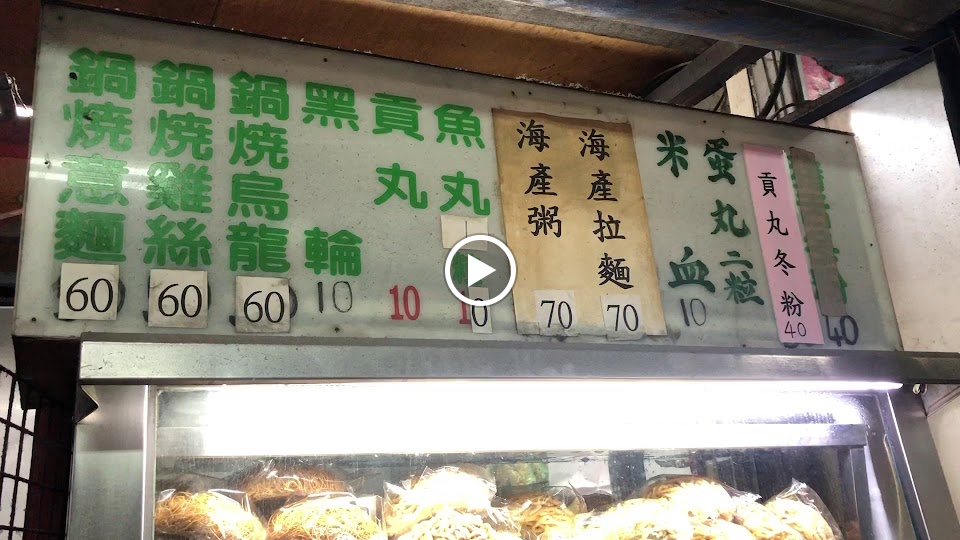 鍋燒意麵 60
鍋燒雞絲 60
鍋燒烏龍 60
黑輪 10
貢丸 10
魚丸
海產粥 70
海產拉麵 70
米血 10
蛋丸二粒
貢丸冬粉 40
40